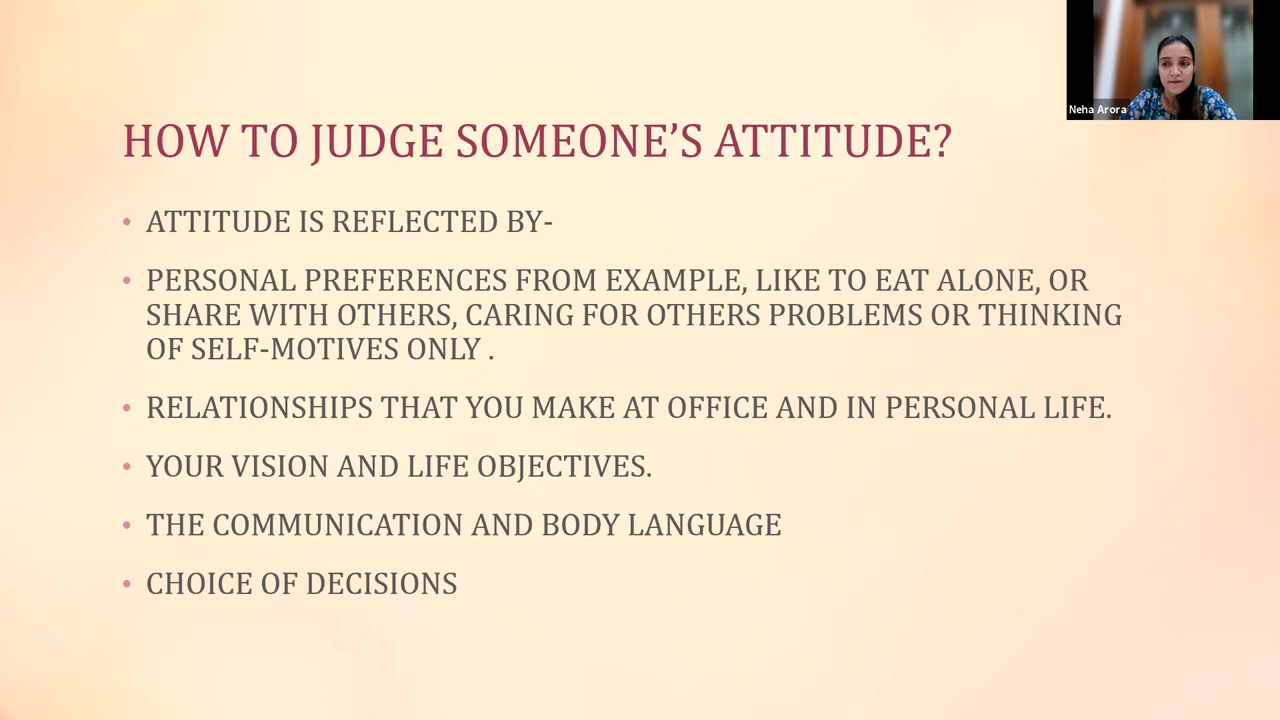 Neha Arora
HOW TO JUDGE SOMEONE’S ATTITUDE?
• ATTITUDE IS REFLECTED BY-
• PERSONAL PREFERENCES FROM EXAMPLE, LIKE TO EAT ALONE, OR
SHARE WITH OTHERS, CARING FOR OTHERS PROBLEMS OR THINKING
OF SELF-MOTIVES ONLY .
• RELATIONSHIPS THAT YOU MAKE AT OFFICE AND IN PERSONAL LIFE.
• YOUR VISION AND LIFE OBJECTIVES.
• THE COMMUNICATION AND BODY LANGUAGE
• CHOICE OF DECISIONS